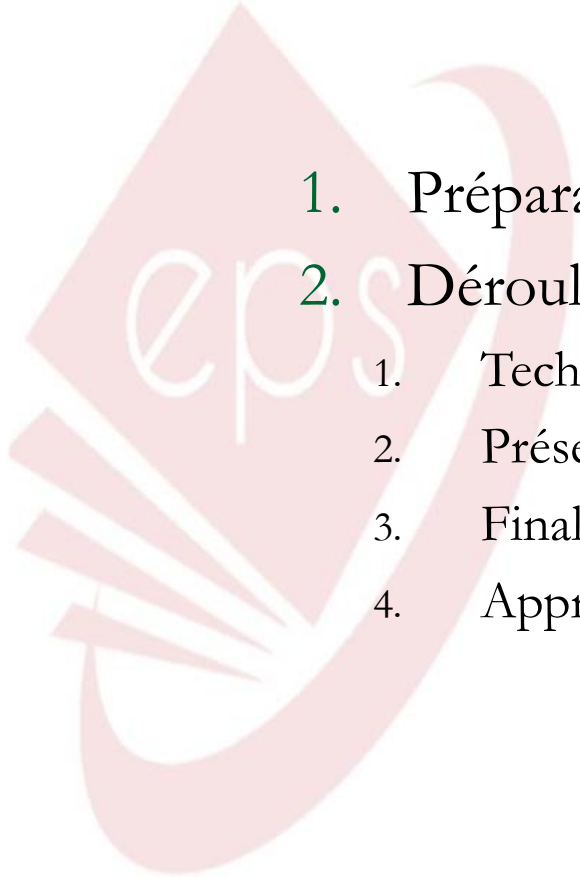 1. Prépara
2. Déroul
1. Tech
2. Prése
3. Final
4. Appr
eps